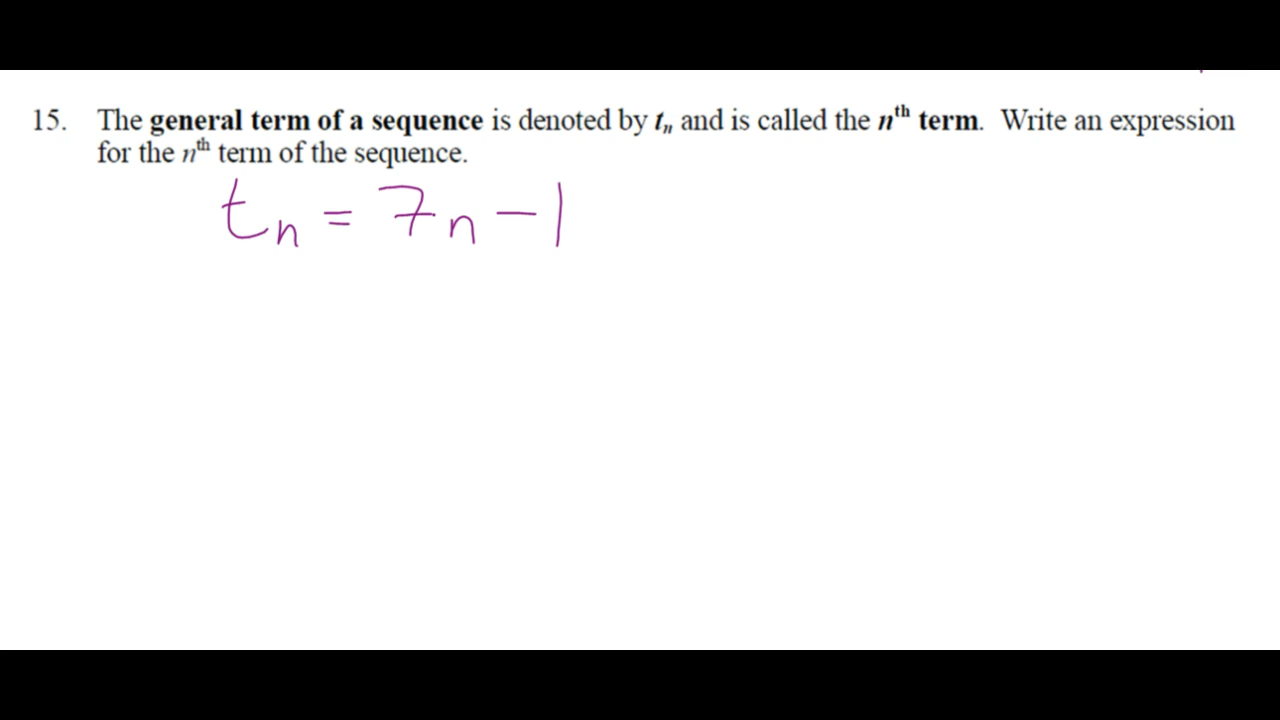 15. The general term of a sequence is denoted by tₙ and is called the nᵗʰ term. Write an expression
for the nᵗʰ term of the sequence.
tₙ = 7n − 1